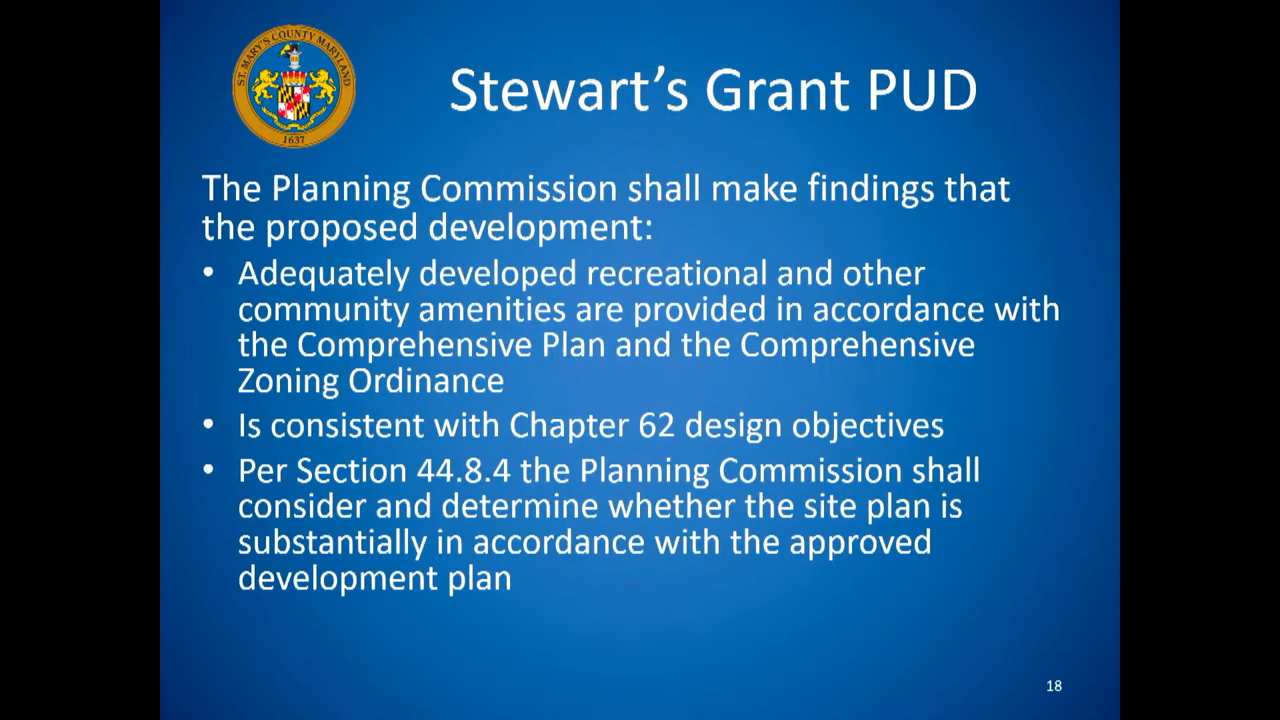 ST. MARY'S COUNTY MARYLAND
1637
Stewart's Grant PUD
The Planning Commission shall make findings that
the proposed development:
• Adequately developed recreational and other
community amenities are provided in accordance with
the Comprehensive Plan and the Comprehensive
Zoning Ordinance
• Is consistent with Chapter 62 design objectives
• Per Section 44.8.4 the Planning Commission shall
consider and determine whether the site plan is
substantially in accordance with the approved
development plan
18